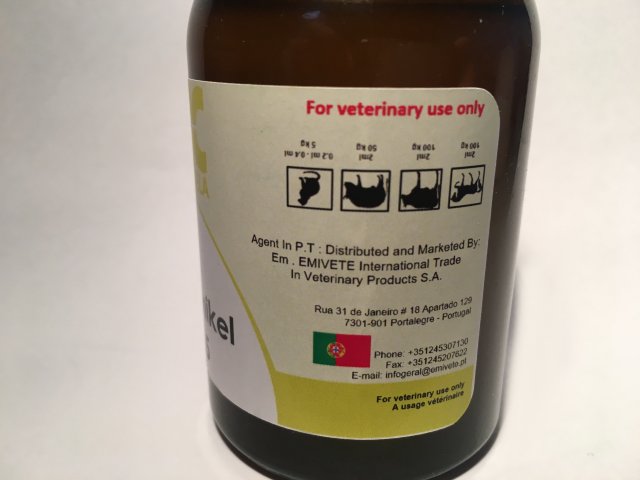 C
LA
For veterinary use only
0.2 ml - 0.4 ml
5 kg
2ml
50 kg
2ml
100 kg
2ml
100 kg
Agent In P.T : Distributed and Marketed By:
Em . EMIVETE International Trade
In Veterinary Products S.A.
ikel
Rua 31 de Janeiro # 18 Apartado 129
7301-901 Portalegre - Portugal
Phone: +351245307130
Fax: +351245207622
E-mail: infogeral@emivete.pt
For veterinary use only
A usage vétérinaire